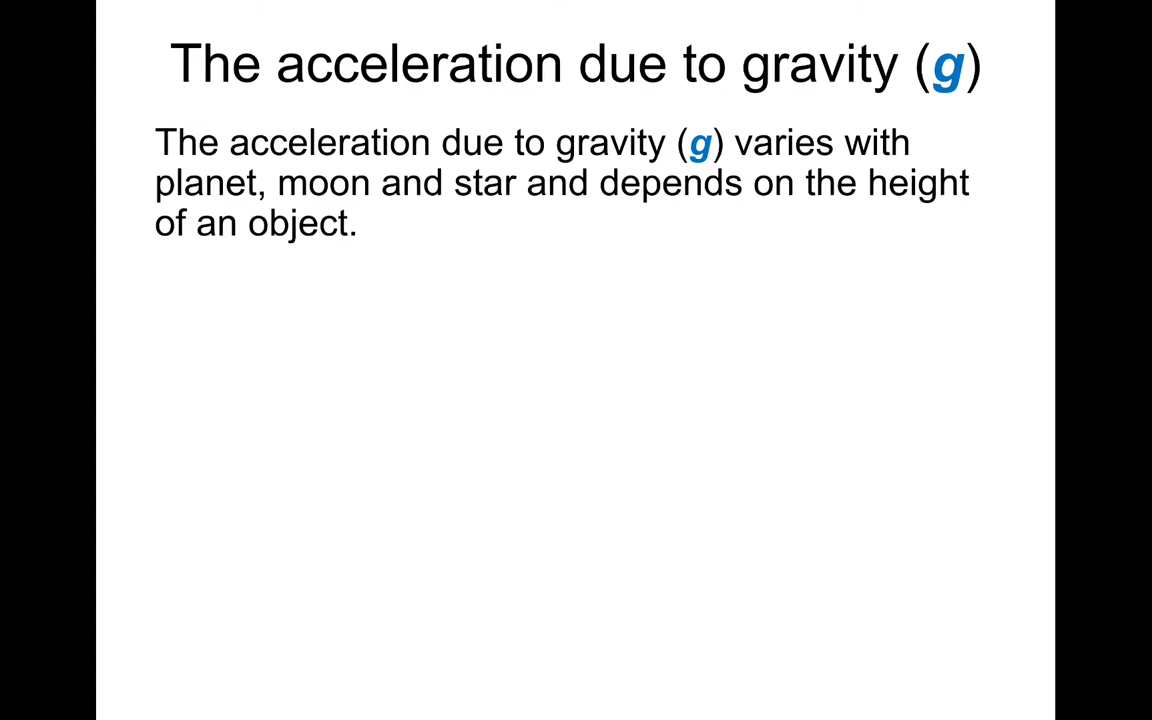 The acceleration due to gravity (g)
The acceleration due to gravity (g) varies with
planet, moon and star and depends on the height
of an object.